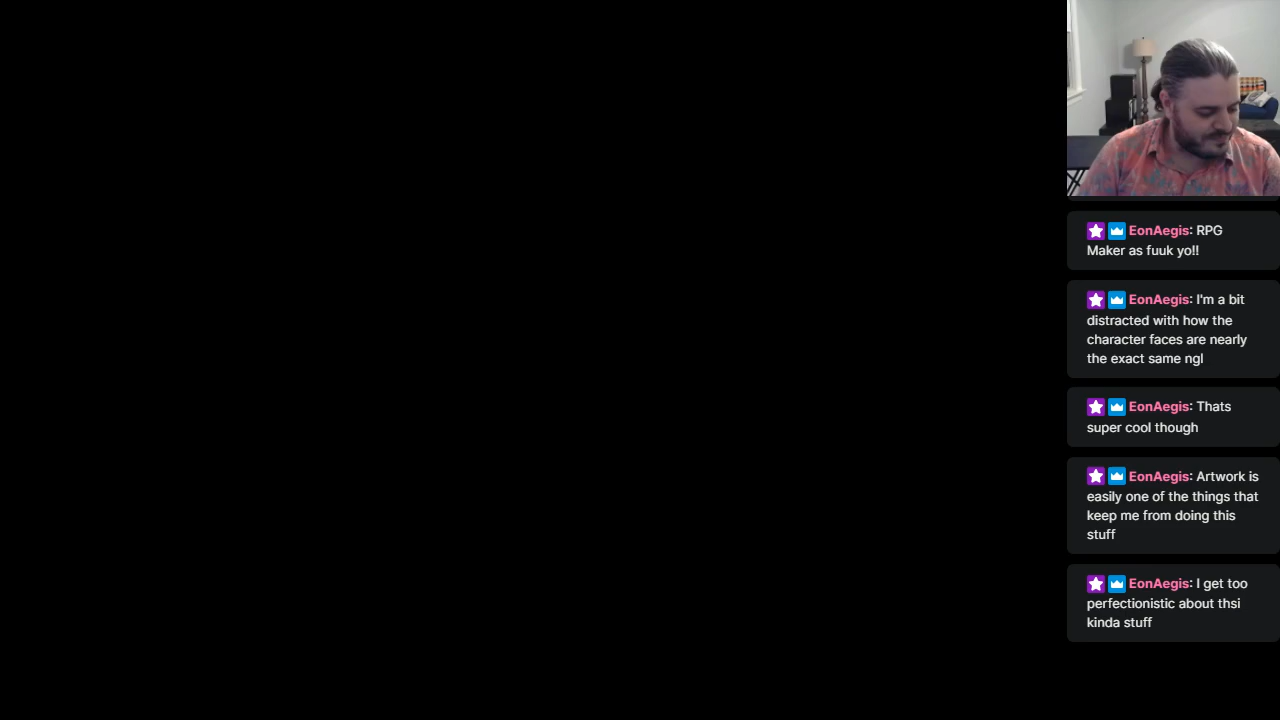 EonAegis: RPG
Maker as fuuk yo!!
EonAegis: I'm a bit
distracted with how the
character faces are nearly
the exact same ngl
EonAegis: Thats
super cool though
EonAegis: Artwork is
easily one of the things that
keep me from doing this
stuff
EonAegis: I get too
perfectionistic about thsi
kinda stuff